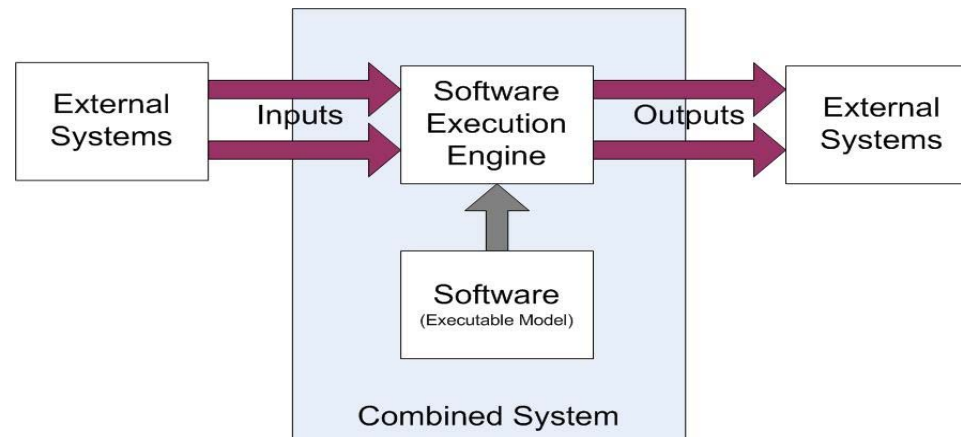 External
Systems
Inputs
Software
Execution
Engine
Outputs
External
Systems
Software
(Executable Model)
Combined System